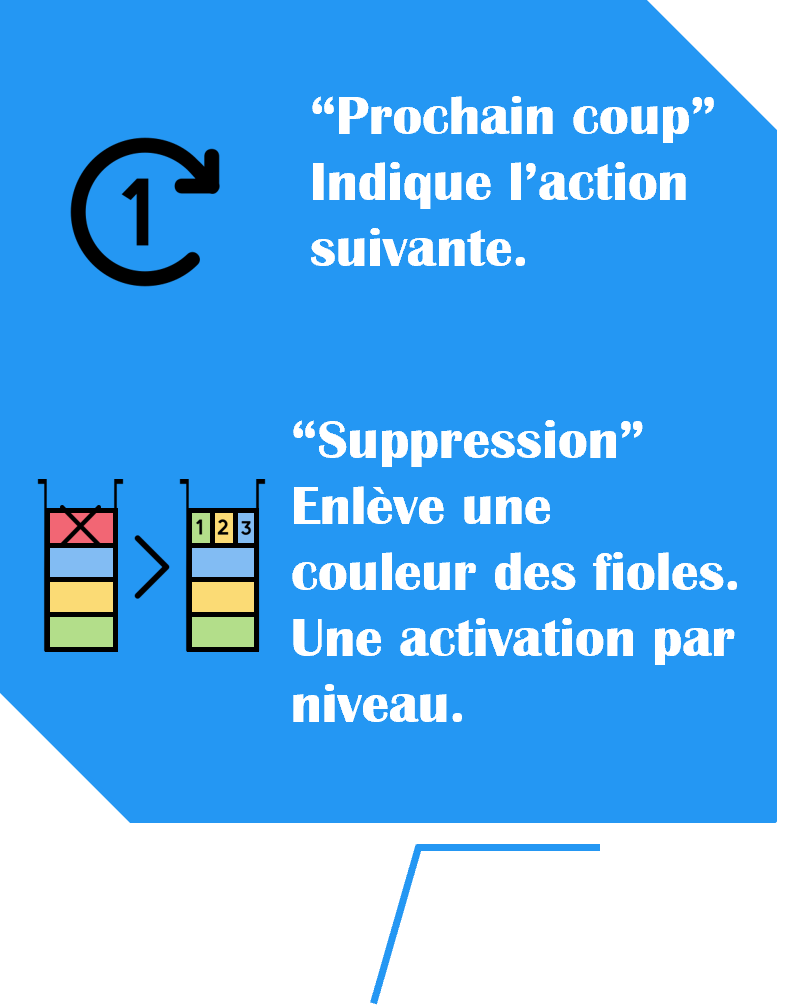 “Prochain coup”
1
Indique l’action
suivante.
“Suppression”
Enlève une
1 2 3
couleur des fioles.
Une activation par
niveau.